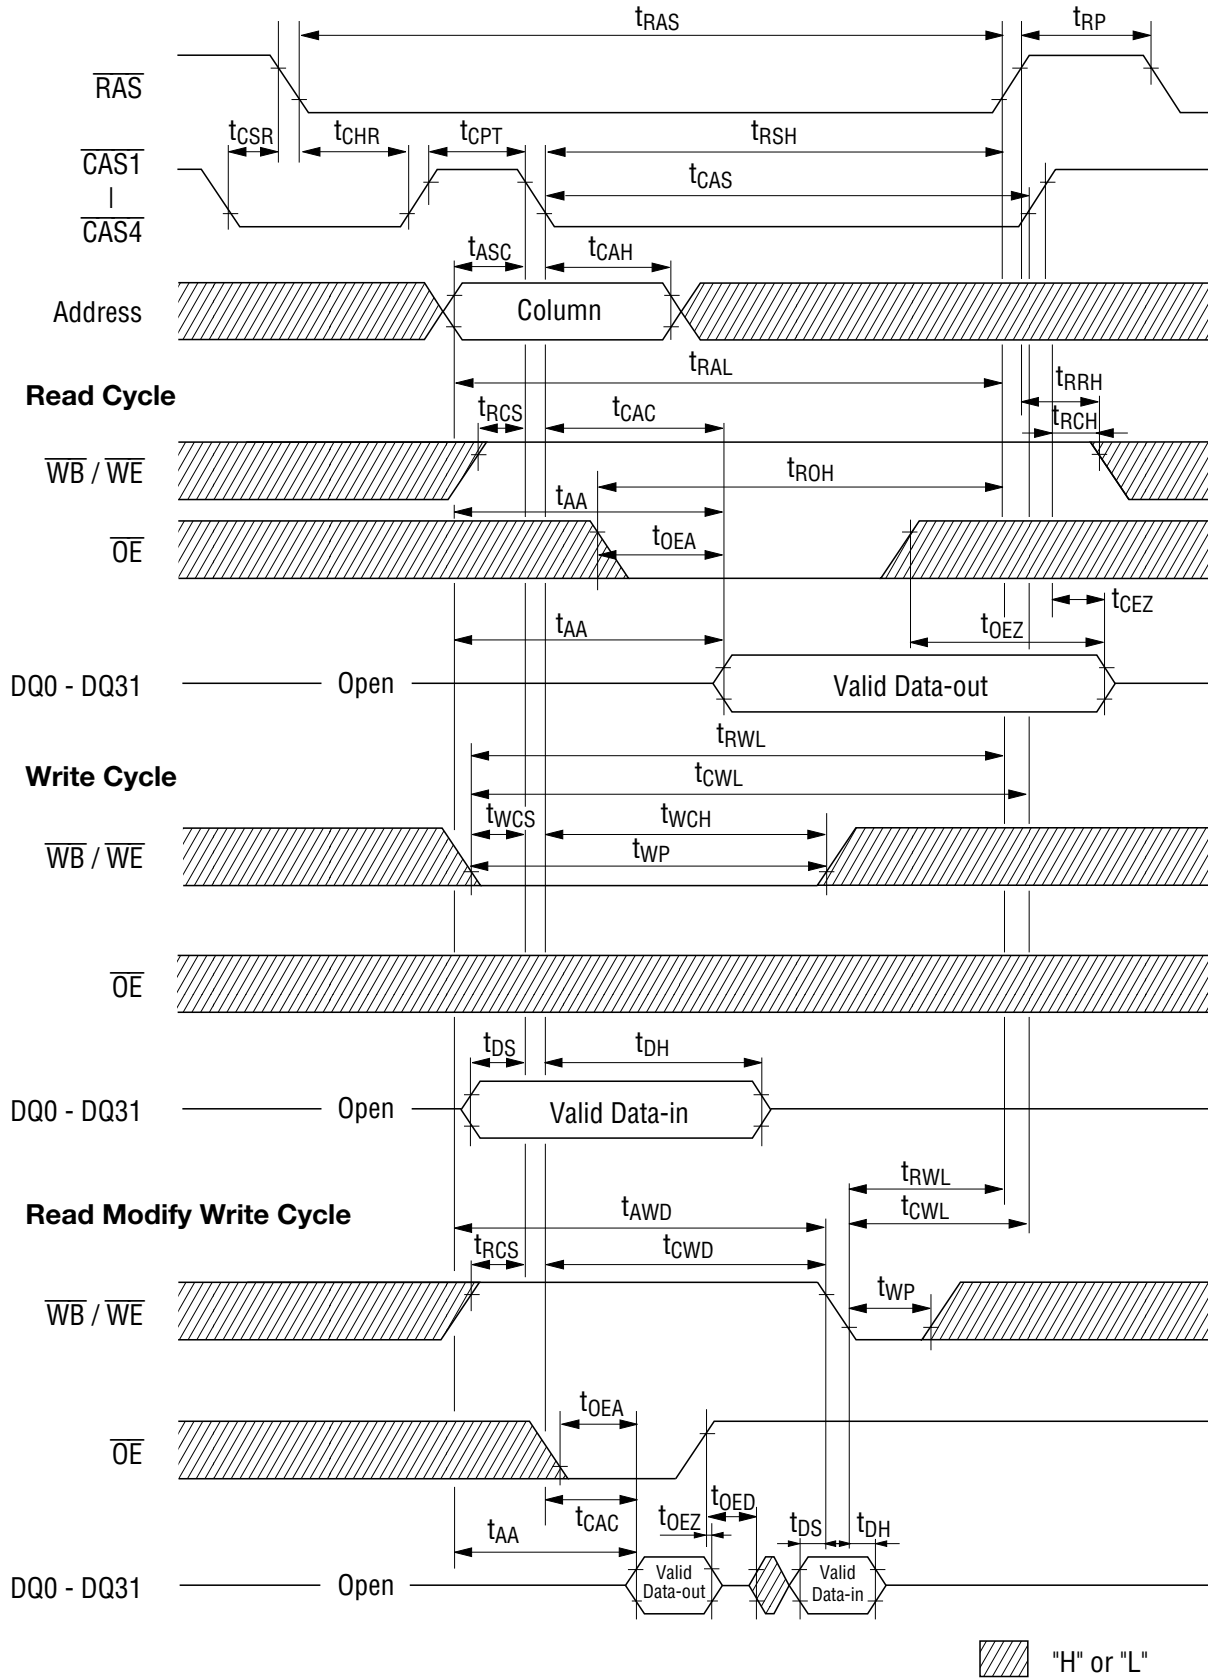 tRAS
tRP
RAS
tCSR
tCHR
tCPT
tRSH
CAS1
|
CAS4
tCAS
tASC
tCAH
Address
Column
tRAL
Read Cycle
tRRH
tRCS
tCAC
tRCH
WB / WE
tROH
tAA
OE
tOEA
tCEZ
tAA
tOEZ
DQ0 - DQ31
Open
Valid Data-out
tRWL
Write Cycle
tCWL
tWCS
tWCH
WB / WE
tWP
OE
tDS
tDH
DQ0 - DQ31
Open
Valid Data-in
tRWL
Read Modify Write Cycle
tAWD
tCWL
tRCS
tCWD
WB / WE
tWP
tOEA
OE
tCAC
tOED
tAA
tOEZ
tDS
tDH
DQ0 - DQ31
Open
Valid
Data-out
Valid
Data-in
"H" or "L"